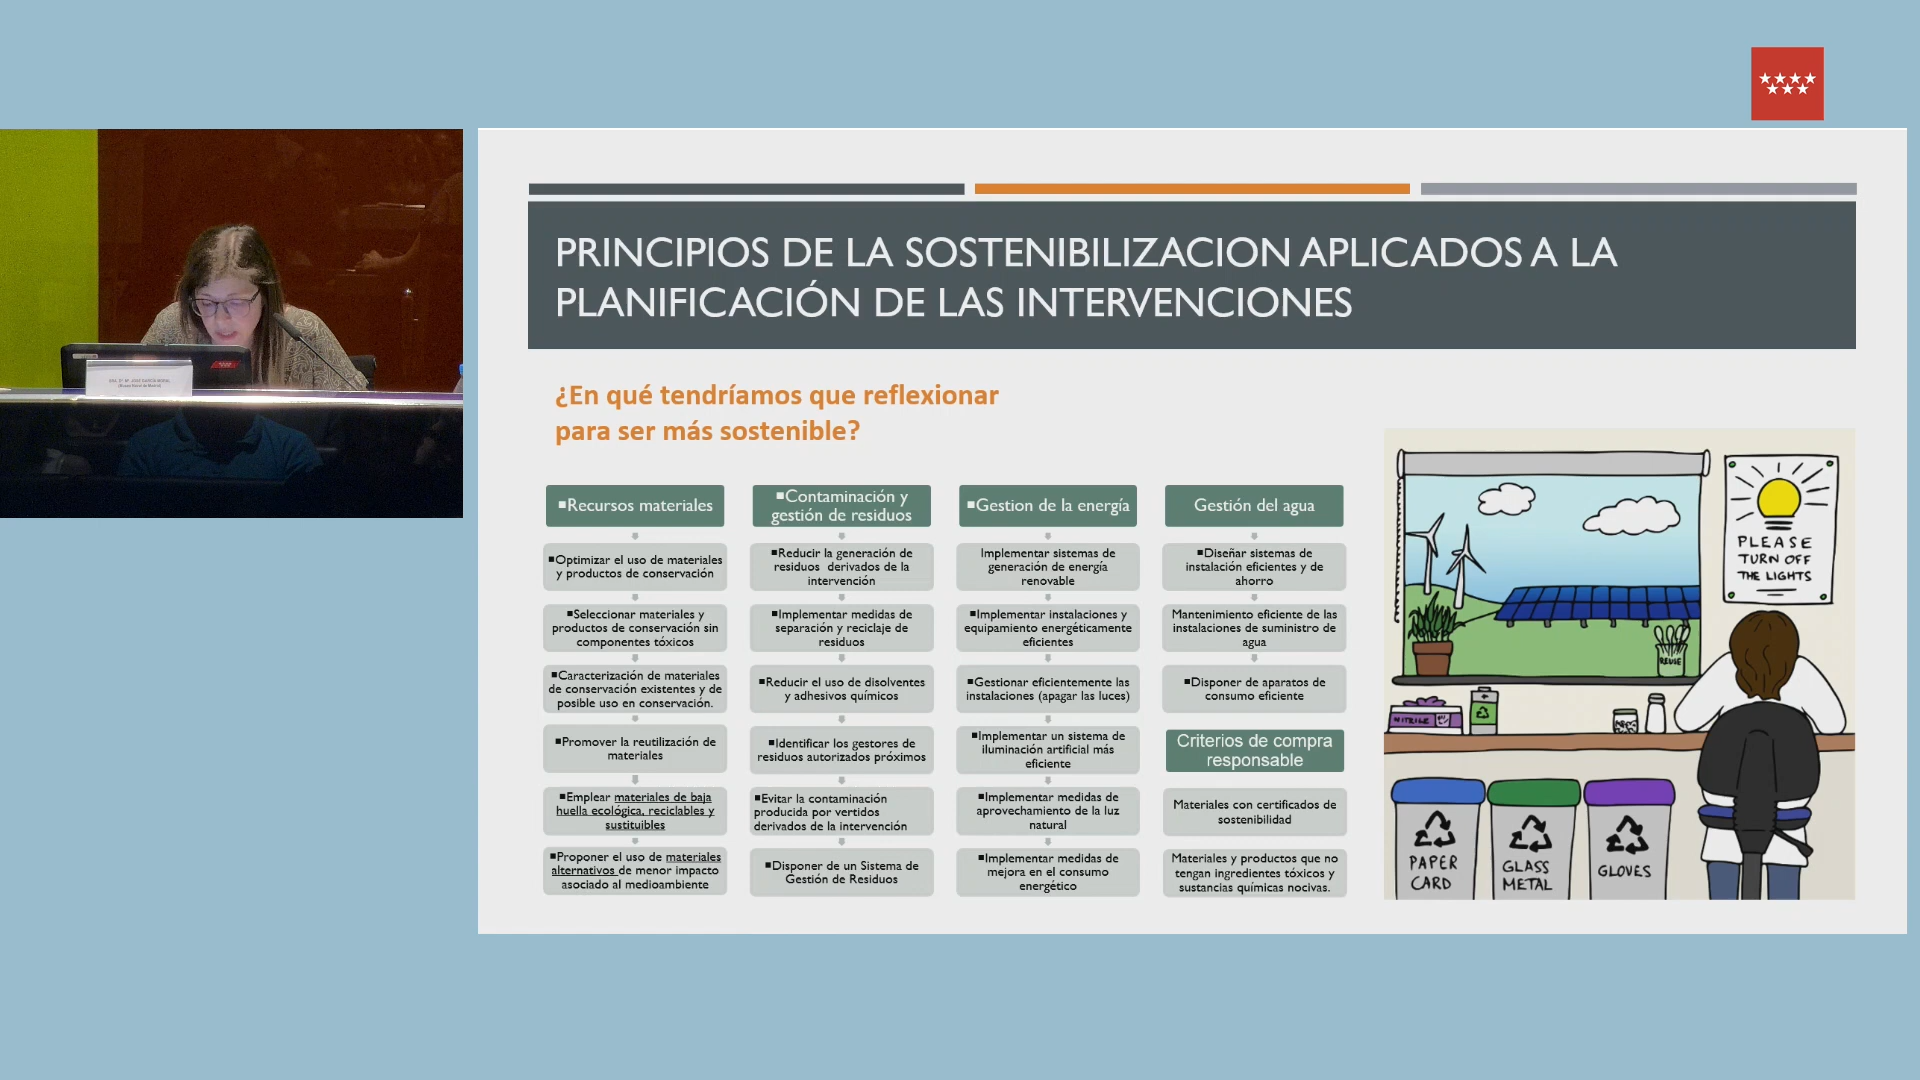 PRINCIPIOS DE LA SOSTENIBILIZACION APLICADOS A LA
PLANIFICACIÓN DE LAS INTERVENCIONES
¿En qué tendríamos que reflexionar
para ser más sostenible?
▪Recursos materiales
▪Optimizar el uso de materiales
y productos de conservación
▪Seleccionar materiales y
productos de conservación sin
componentes tóxicos
▪Caracterización de materiales
de conservación existentes y de
posible uso en conservación.
▪Promover la reutilización de
materiales
▪Emplear materiales de baja
huella ecológica, reciclables y
sustituibles
▪Proponer el uso de materiales
alternativos de menor impacto
asociado al medioambiente
▪Contaminación y
gestión de residuos
▪Reducir la generación de
residuos derivados de la
intervención
▪Implementar medidas de
separación y reciclaje de
residuos
▪Reducir el uso de disolventes
y adhesivos químicos
▪Identificar los gestores de
residuos autorizados próximos
▪Evitar la contaminación
producida por vertidos
derivados de la intervención
▪Disponer de un Sistema de
Gestión de Residuos
▪Gestion de la energía
Implementar sistemas de
generación de energía
renovable
▪Implementar instalaciones y
equipamiento energéticamente
eficientes
▪Gestionar eficientemente las
instalaciones (apagar las luces)
▪Implementar un sistema de
iluminación artificial más
eficiente
▪Implementar medidas de
aprovechamiento de la luz
natural
▪Implementar medidas de
mejora en el consumo
energético
Gestión del agua
▪Diseñar sistemas de
instalación eficientes y de
ahorro
Mantenimiento eficiente de las
instalaciones de suministro de
agua
▪Disponer de aparatos de
consumo eficiente
Criterios de compra
responsable
Materiales con certificados de
sostenibilidad
Materiales y productos que no
tengan ingredientes tóxicos y
sustancias químicas nocivas.
PLEASE
TURN OFF
THE LIGHTS
REUSE
NITRILE
PAPER
CARD
GLASS
METAL
GLOVES